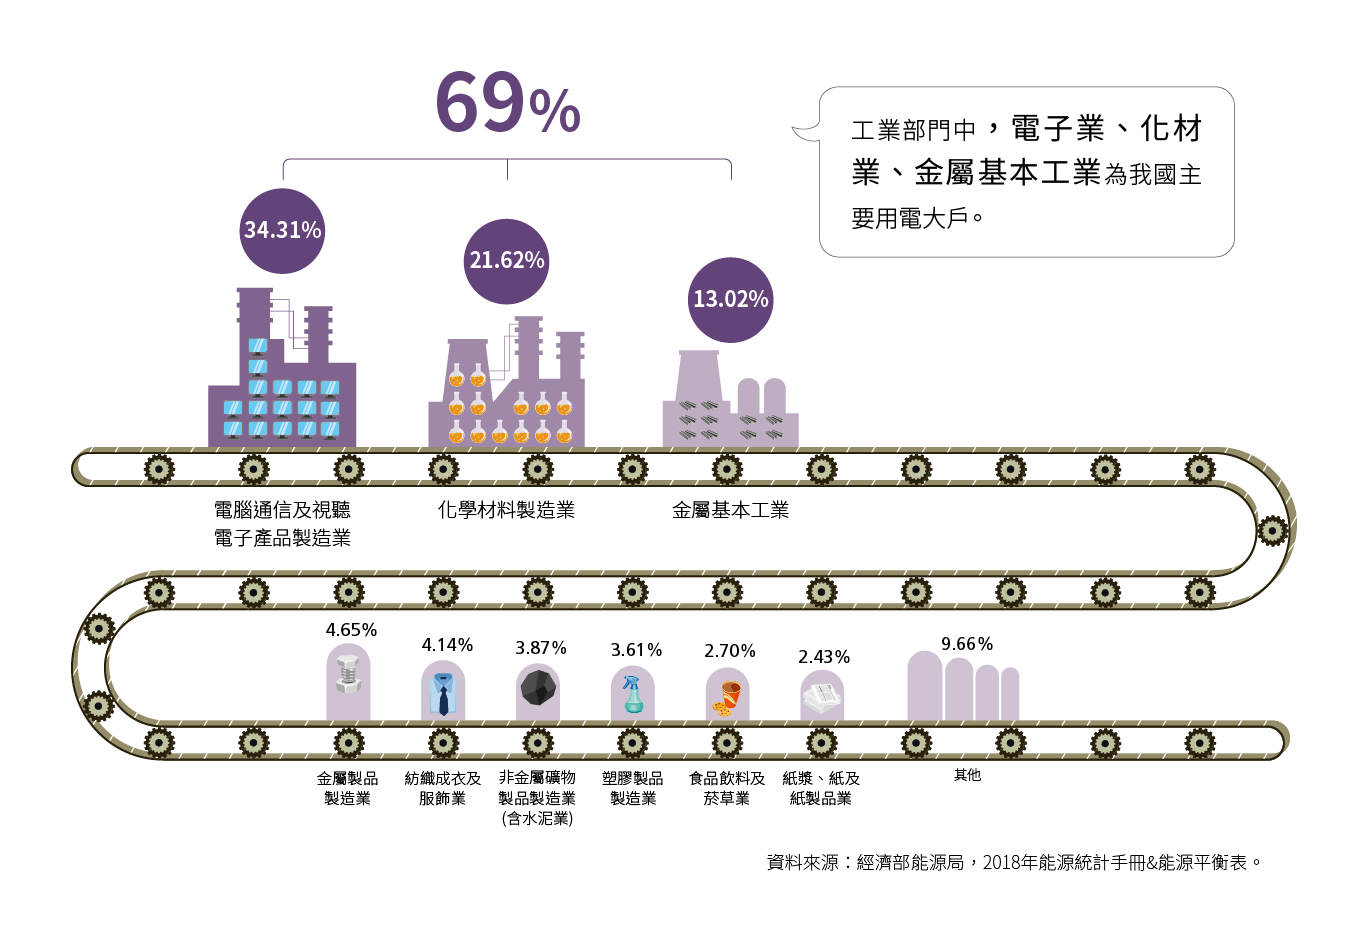 69%
工業部門中，電子業、化材
業、金屬基本工業為我國主
要用電大戶。
34.31%
21.62%
13.02%
電腦通信及視聽
電子產品製造業
化學材料製造業
金屬基本工業
4.65%
4.14%
3.87%
3.61%
2.70%
2.43%
9.66%
金屬製品
製造業
紡織成衣及
服飾業
非金屬礦物
製品製造業
(含水泥業)
塑膠製品
製造業
食品飲料及
菸草業
紙漿、紙及
紙製品業
其他
資料來源：經濟部能源局，2018年能源統計手冊&能源平衡表。